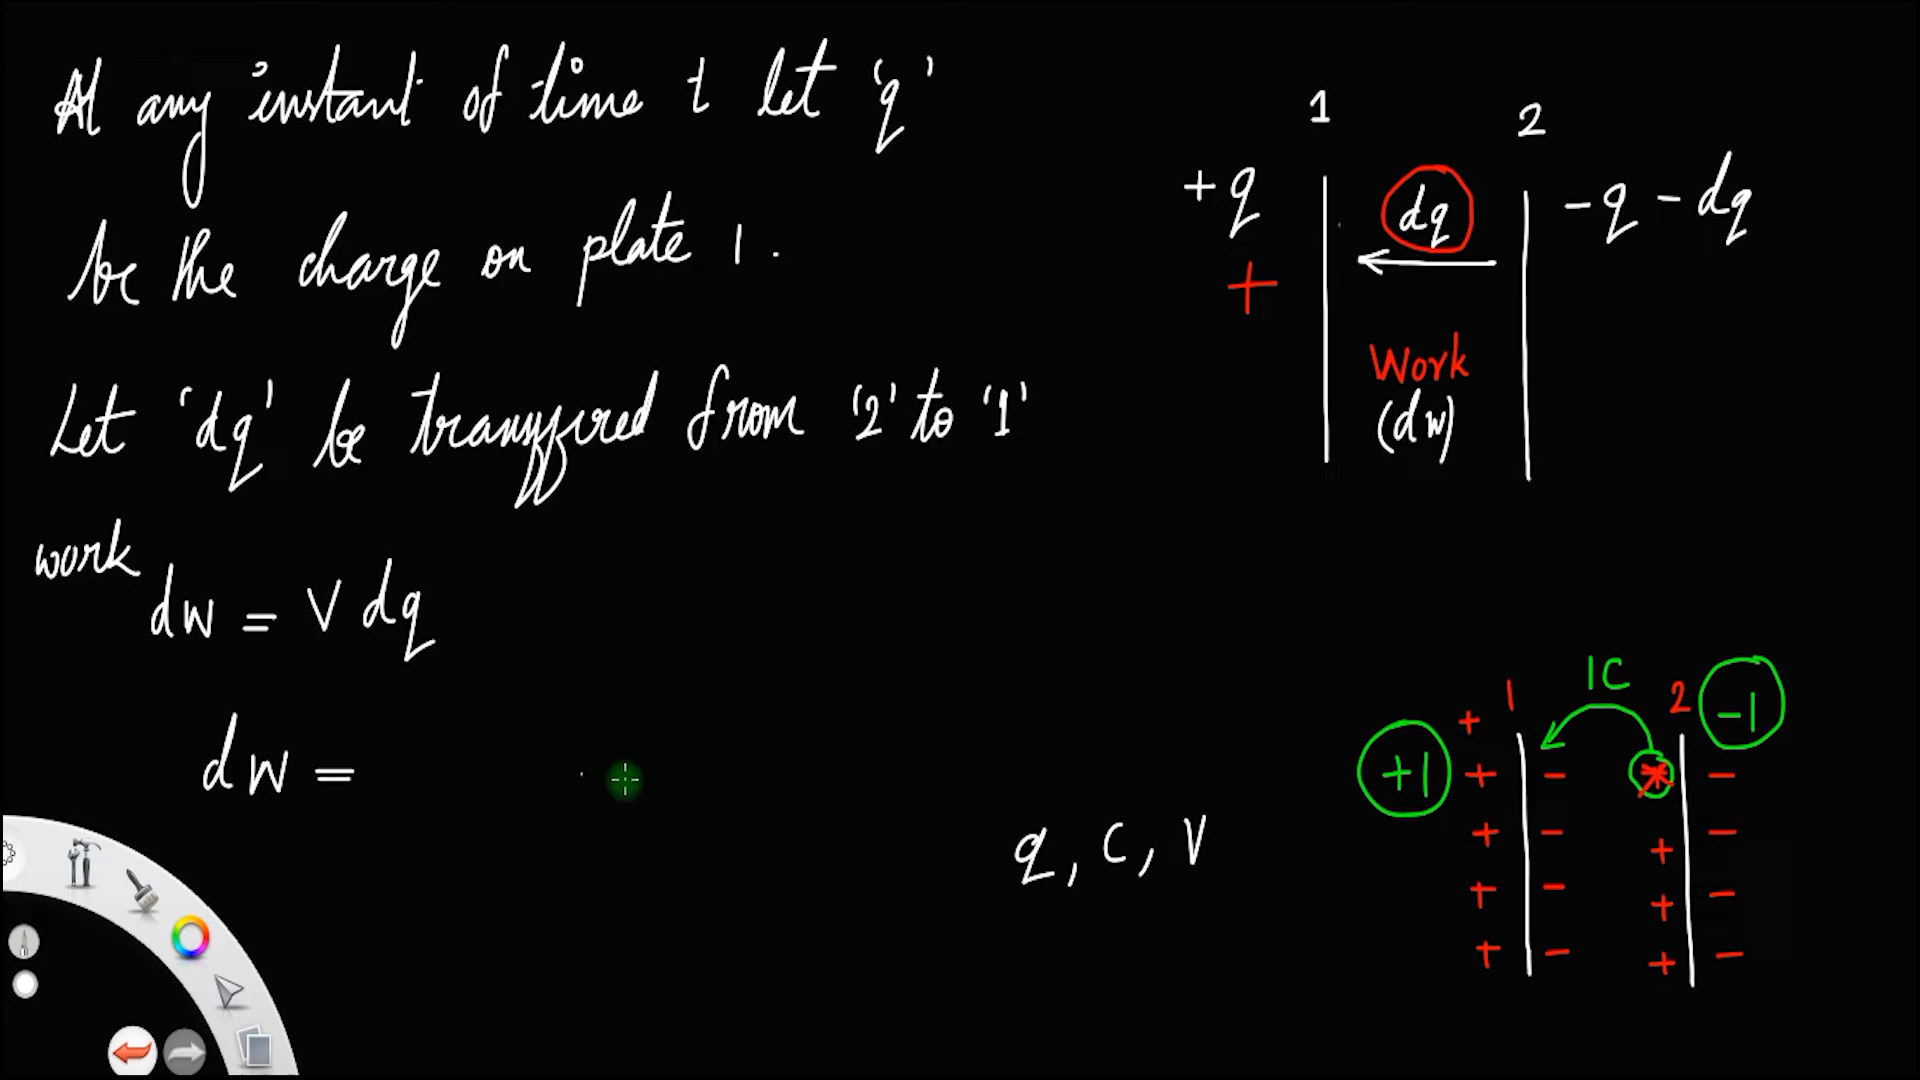 At any instant of time t let 'q'
be the charge on plate 1.
Let 'dq' be transffired from '2' to '1'
work
dw = V dq
dw =
1 2
+q dq -q - dq
+
Work
(dw)
q, C, V
1 1C 2 -1
+
+1 + - * -
+ - + -
+ - + -
+ - + -